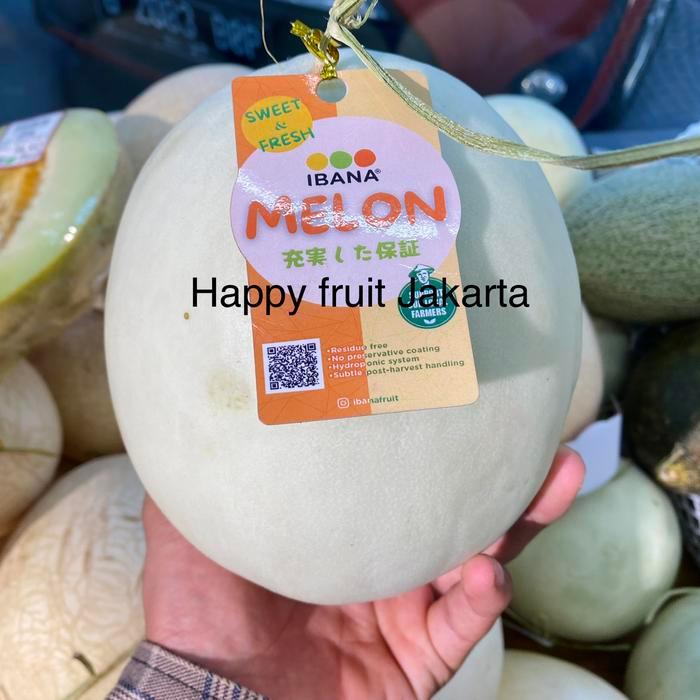 SWEET
&
FRESH
IBANA®
MELON
充実した保証
Happy fruit Jakarta
FARMERS
•Residue free
•No preservative coating
•Hydroponic system
•Subtle post-harvest handling
ibanafruit